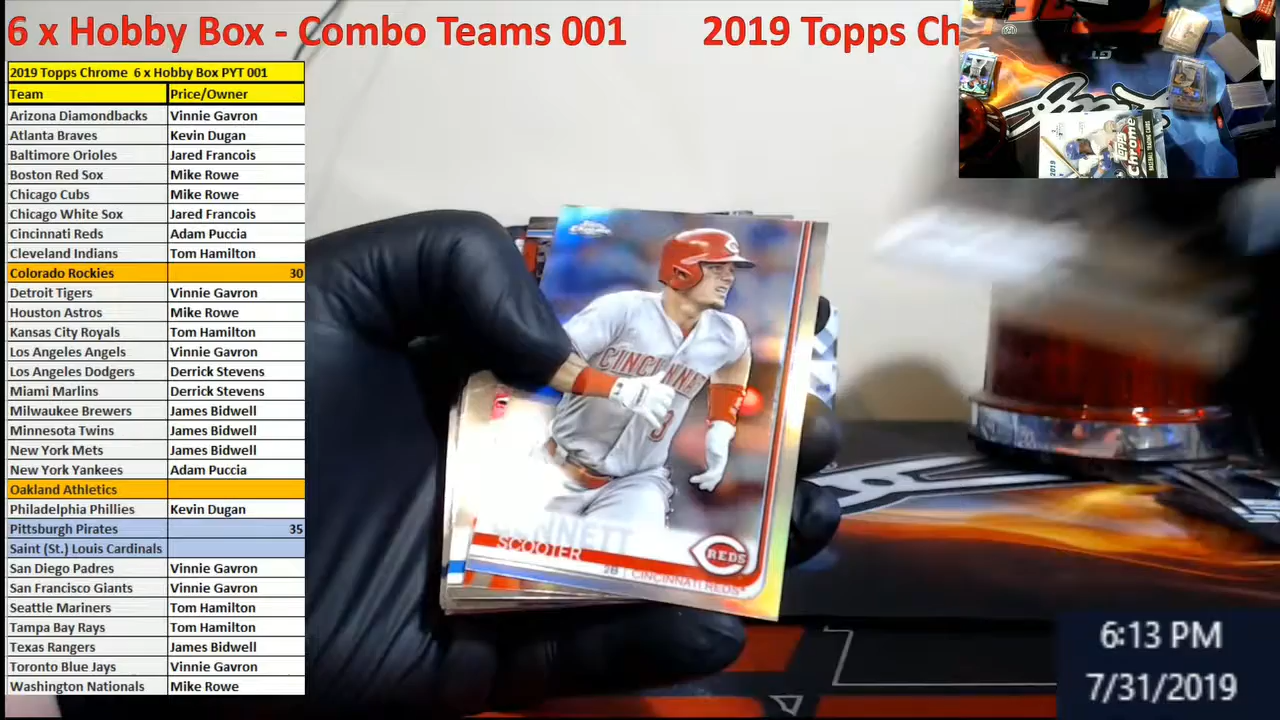 6 x Hobby Box - Combo Teams 001 2019 Topps Ch
2019 Topps Chrome 6 x Hobby Box PYT 001
Team Price/Owner
Arizona Diamondbacks Vinnie Gavron
Atlanta Braves Kevin Dugan
Baltimore Orioles Jared Francois
Boston Red Sox Mike Rowe
Chicago Cubs Mike Rowe
Chicago White Sox Jared Francois
Cincinnati Reds Adam Puccia
Cleveland Indians Tom Hamilton
Colorado Rockies 30
Detroit Tigers Vinnie Gavron
Houston Astros Mike Rowe
Kansas City Royals Tom Hamilton
Los Angeles Angels Vinnie Gavron
Los Angeles Dodgers Derrick Stevens
Miami Marlins Derrick Stevens
Milwaukee Brewers James Bidwell
Minnesota Twins James Bidwell
New York Mets James Bidwell
New York Yankees Adam Puccia
Oakland Athletics
Philadelphia Phillies Kevin Dugan
Pittsburgh Pirates 35
Saint (St.) Louis Cardinals
San Diego Padres Vinnie Gavron
San Francisco Giants Vinnie Gavron
Seattle Mariners Tom Hamilton
Tampa Bay Rays Tom Hamilton
Texas Rangers James Bidwell
Toronto Blue Jays Vinnie Gavron
Washington Nationals Mike Rowe
Topps
Chrome
CINCINNATI
3
GENNETT
SCOOTER
REDS
2B | CINCINNATI REDS
6:13 PM
7/31/2019